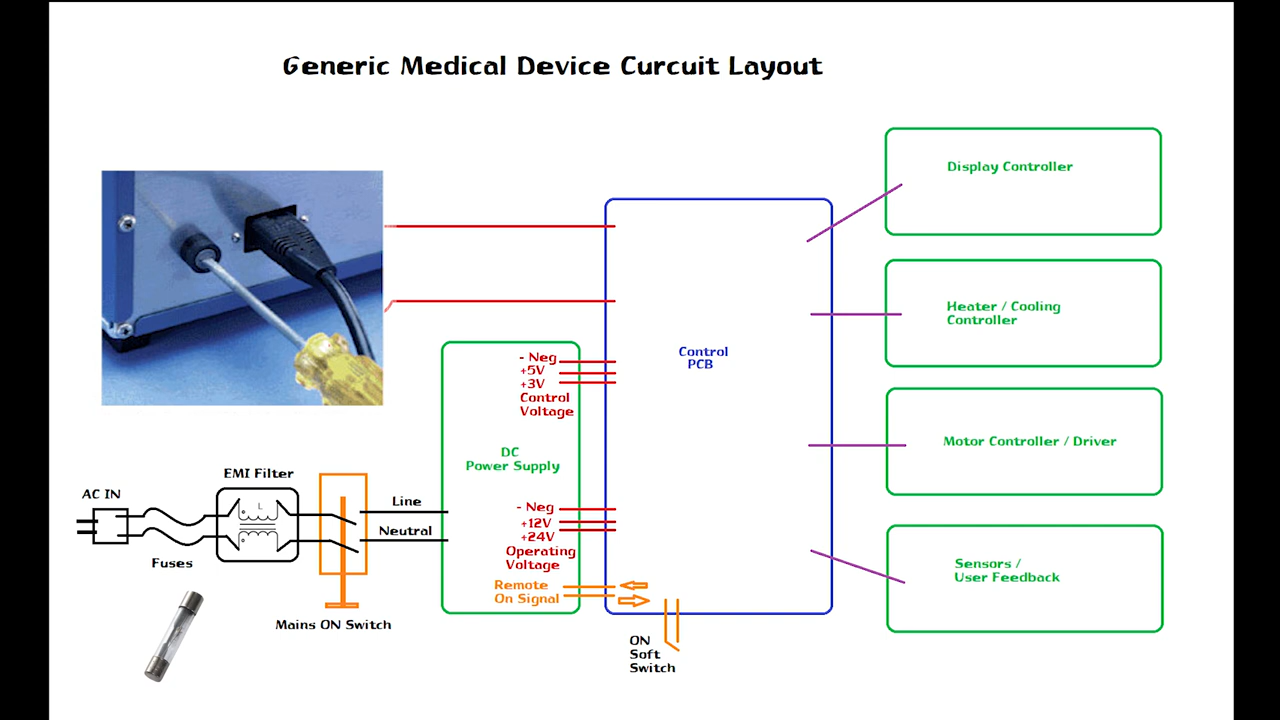 Generic Medical Device Curcuit Layout
Display Controller
Heater / Cooling
Controller
Control
PCB
- Neg
+5V
+3V
Control
Voltage
Motor Controller / Driver
DC
Power Supply
EMI Filter
AC IN
L
Line
Neutral
- Neg
+12V
+24V
Operating
Voltage
Fuses
Sensors /
User Feedback
Remote
On Signal
Mains ON Switch
ON
Soft
Switch